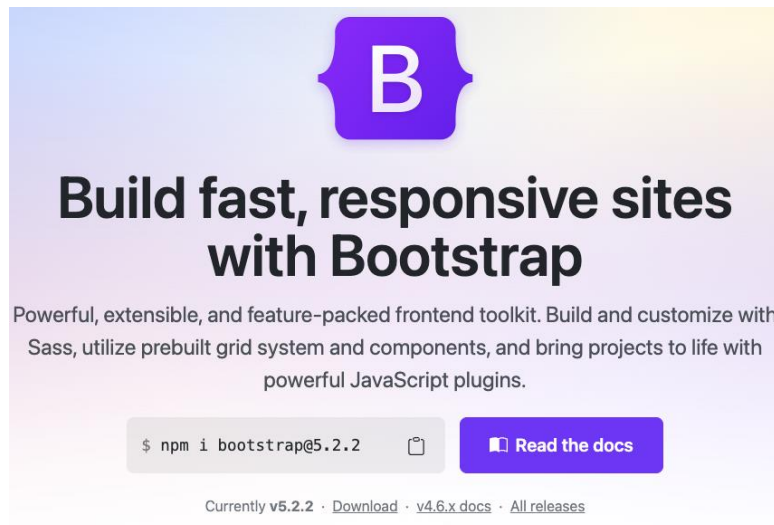 B
Build fast, responsive sites
with Bootstrap
Powerful, extensible, and feature-packed frontend toolkit. Build and customize with
Sass, utilize prebuilt grid system and components, and bring projects to life with
powerful JavaScript plugins.
$ npm i bootstrap@5.2.2
Read the docs
Currently v5.2.2 · Download · v4.6.x docs · All releases